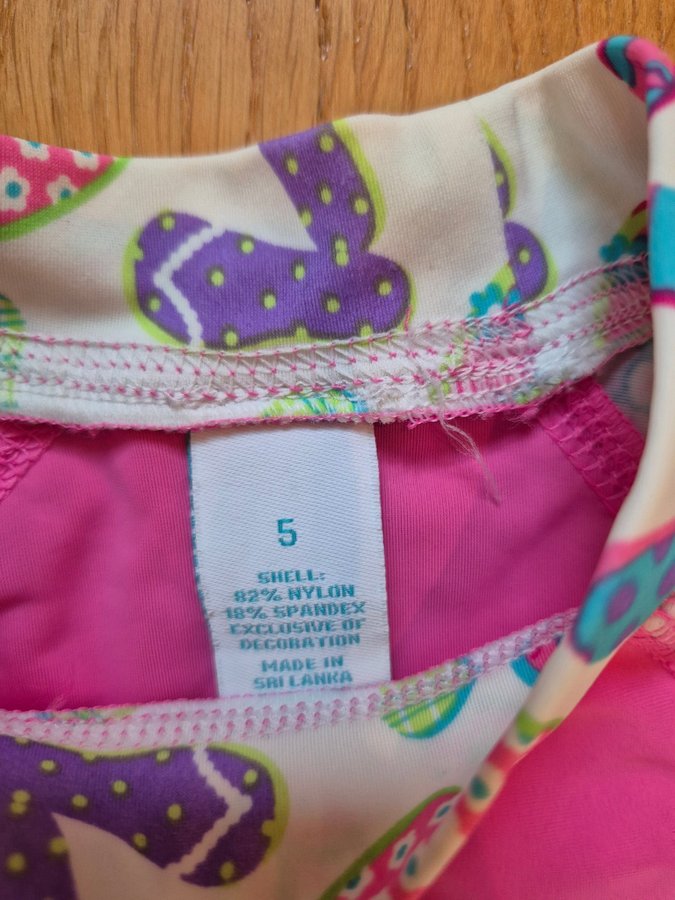 5
SHELL:
82% NYLON
18% SPANDEX
EXCLUSIVE OF
DECORATION
MADE IN
SRI LANKA